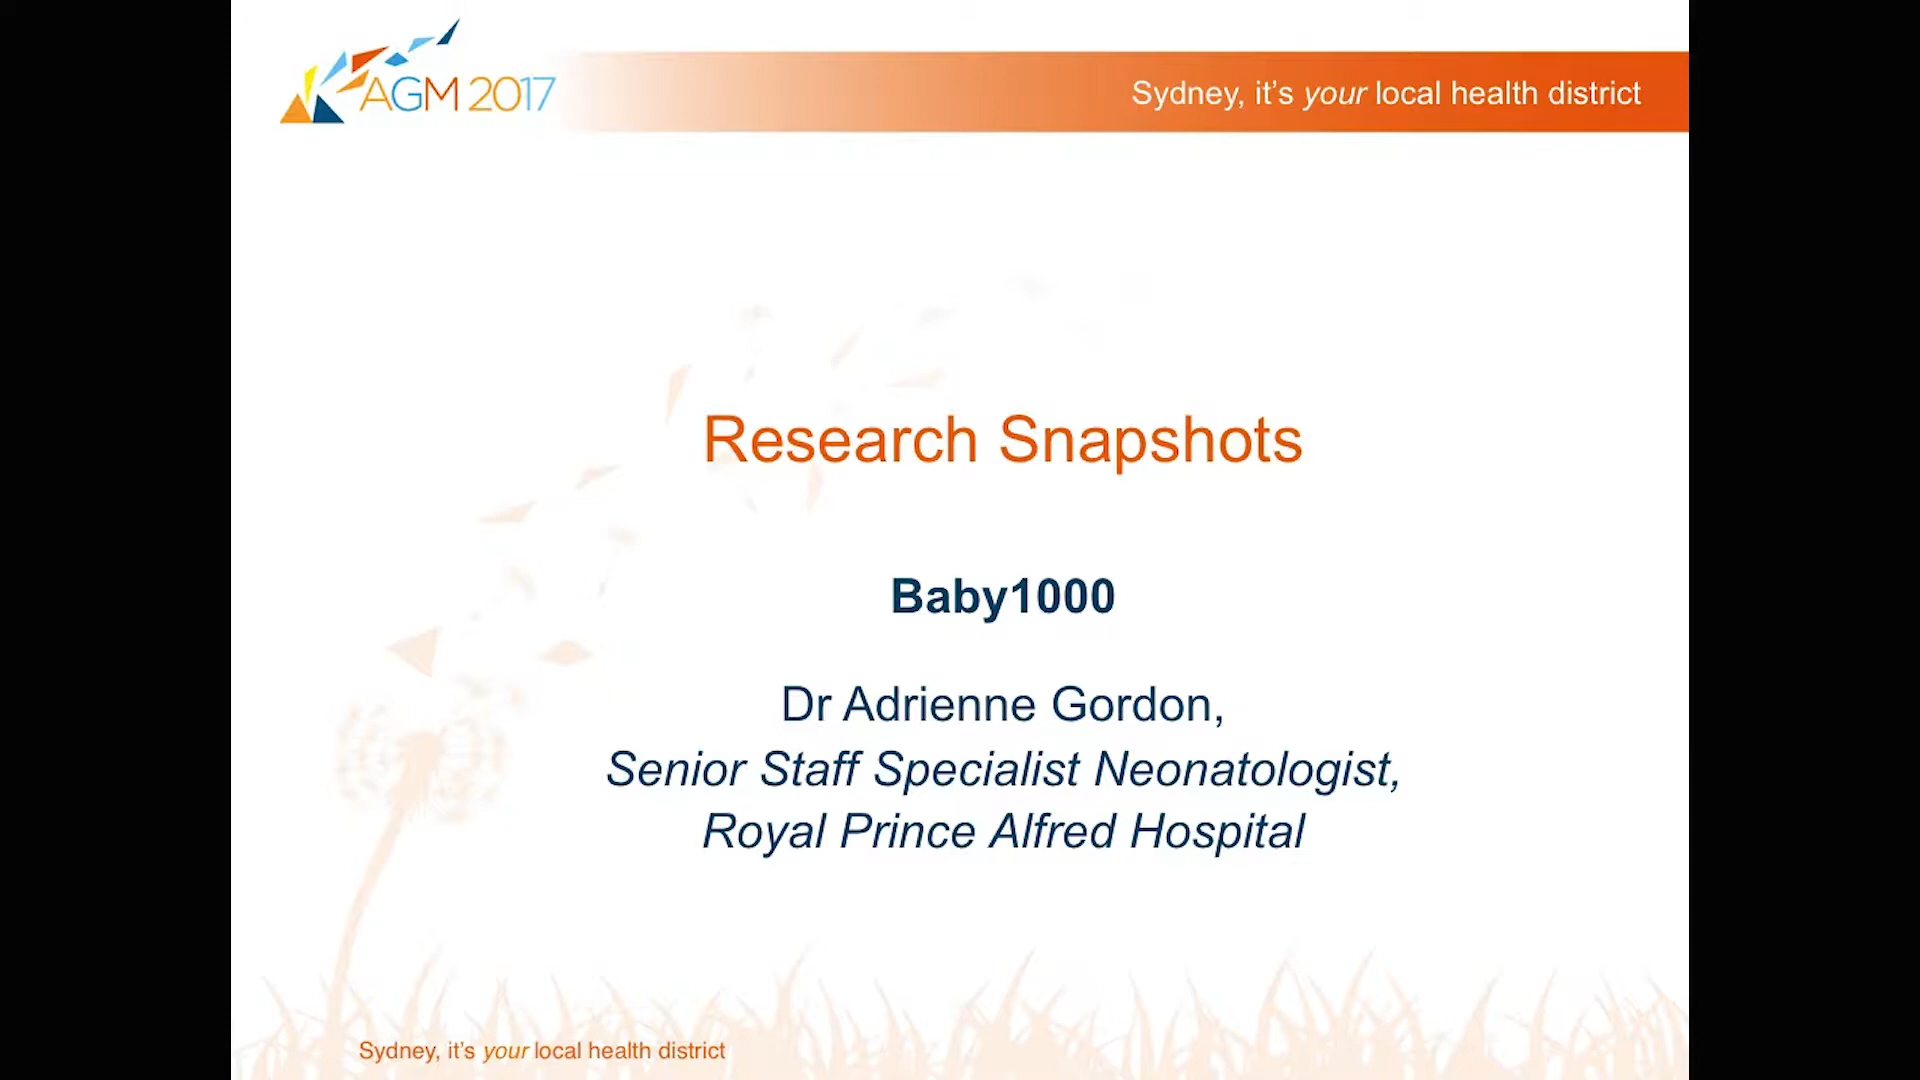 AGM 2017
Sydney, it's your local health district
Research Snapshots
Baby1000
Dr Adrienne Gordon,
Senior Staff Specialist Neonatologist,
Royal Prince Alfred Hospital
Sydney, it's your local health district